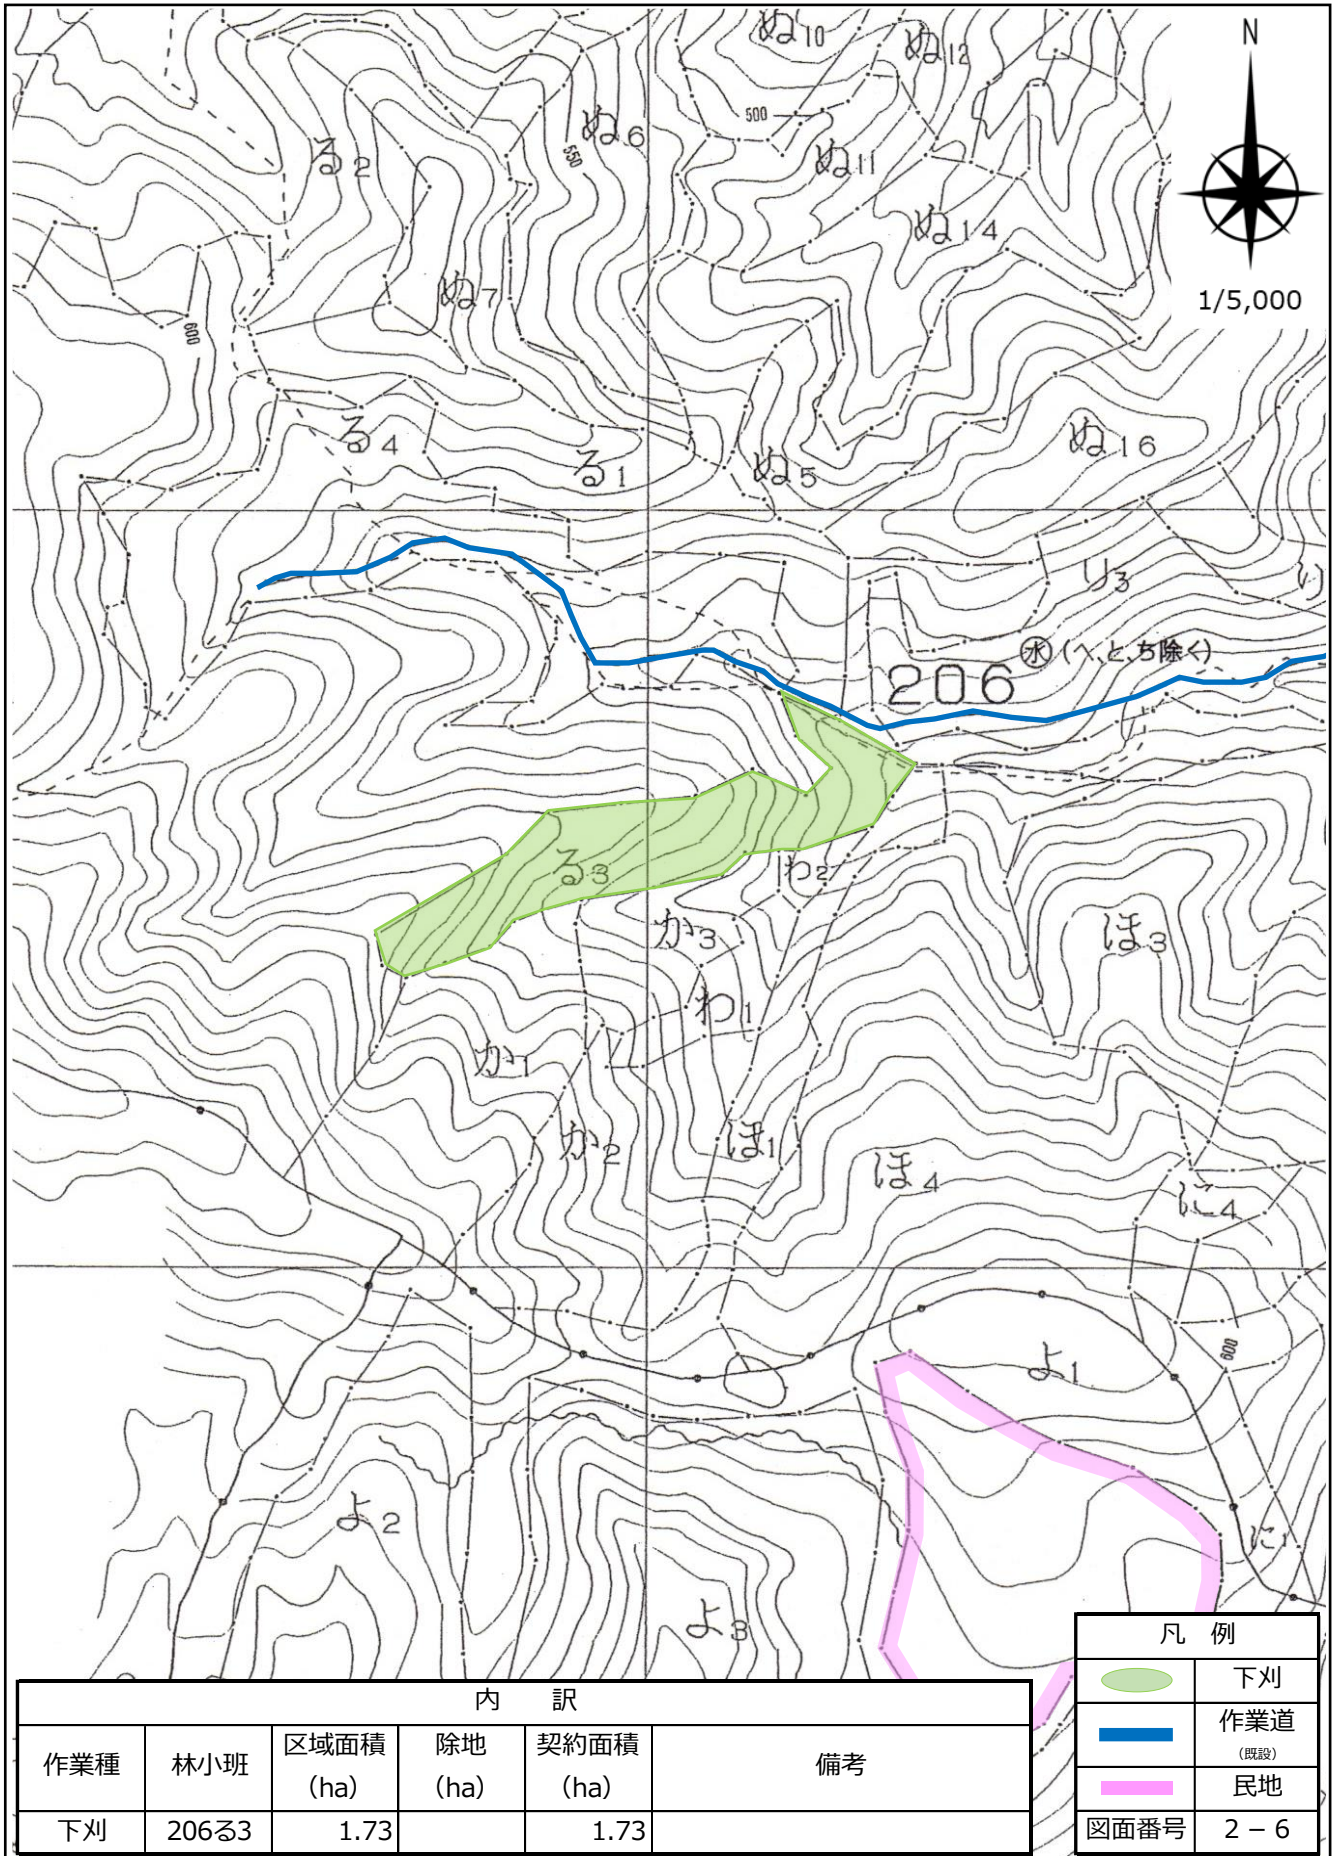 N
1/5,000
ぬ10
ぬ12
500
ぬ6
550
る2
ぬ11
ぬ14
ぬ7
600
る4
る1
ぬ5
ぬ16
り3
り
206
水 (へ、と、ち除く)
る3
わ2
か3
ほ3
わ1
か1
か2
ほ1
ほ4
に4
よ1
600
よ2
に1
よ3
凡 例
下刈
作業道
(既設)
民地
図面番号 2-6
内 訳
作業種 林小班 区域面積 (ha) 除地 (ha) 契約面積 (ha) 備考
下刈 206る3 1.73 1.73